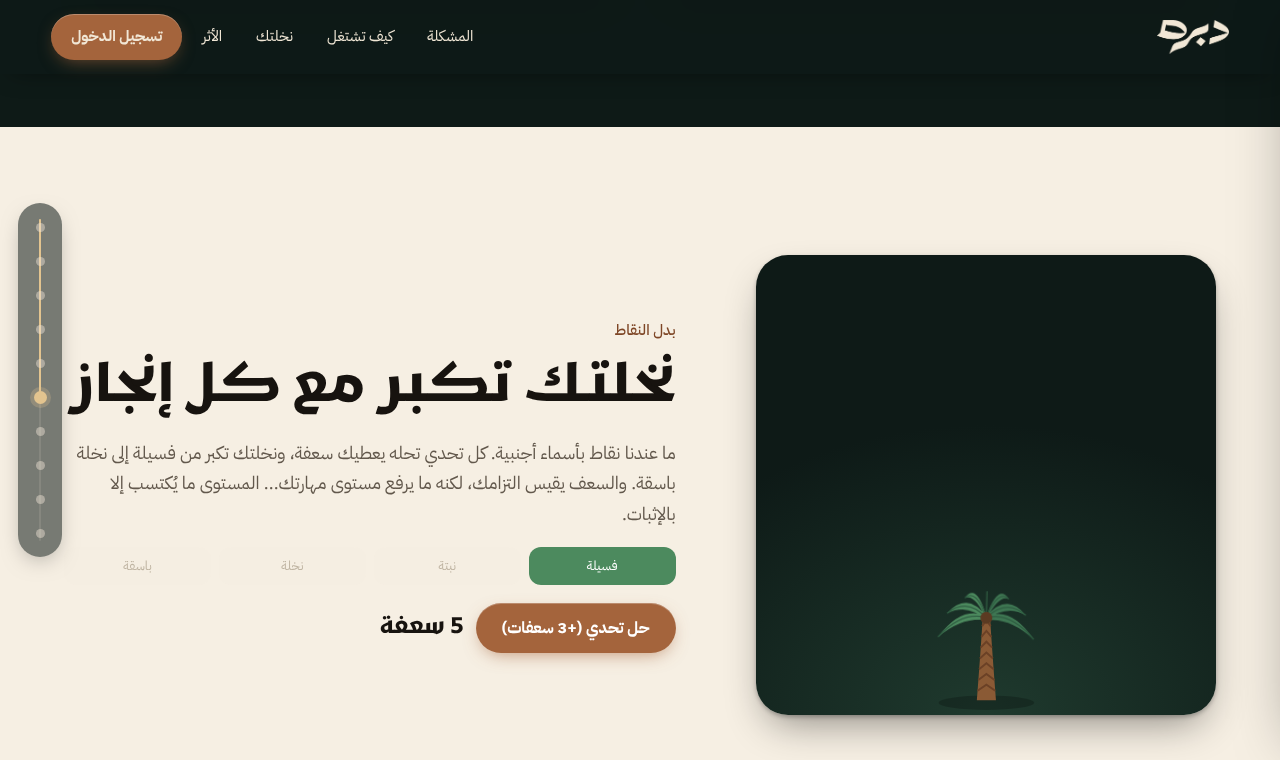 دبرة
المشكلة
كيف تشتغل
نخلتك
الأثر
تسجيل الدخول
بدل النقاط
نخلتك تكبر مع كل إنجاز
ما عندنا نقاط بأسماء أجنبية. كل تحدي تحله يعطيك سعفة، ونخلتك تكبر من فسيلة إلى نخلة
باسقة. والسعف يقيس التزامك، لكنه ما يرفع مستوى مهارتك... المستوى ما يُكتسب إلا
بالإثبات.
فسيلة
نبتة
نخلة
باسقة
حل تحدي (+3 سعفات)
5 سعفة